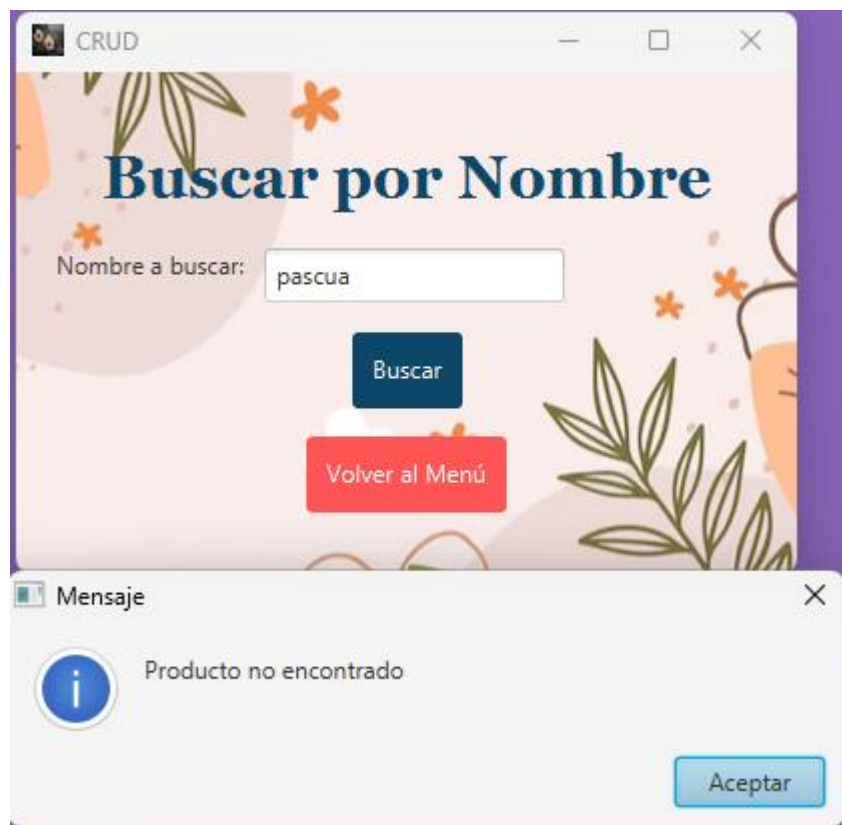 CRUD
Buscar por Nombre
Nombre a buscar: pascua
Buscar
Volver al Menú
Mensaje
Producto no encontrado
Aceptar